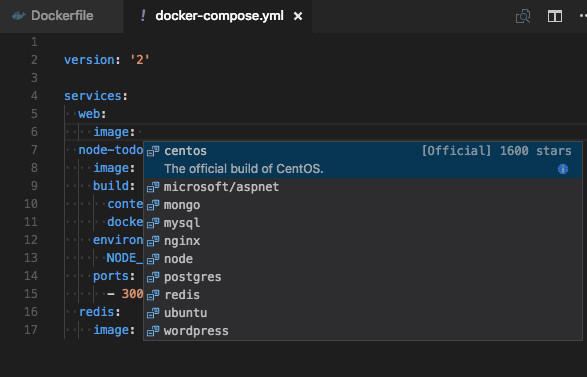 Dockerfile
! docker-compose.yml ×
1
2 version: '2'
3
4 services:
5 web:
6 image:
7 node-todo
8 image:
9 build:
10 conte
11 docke
12 environ
13 NODE_
14 ports:
15 - 300
16 redis:
17 image:
centos [Official] 1600 stars
The official build of CentOS.
microsoft/aspnet
mongo
mysql
nginx
node
postgres
redis
ubuntu
wordpress